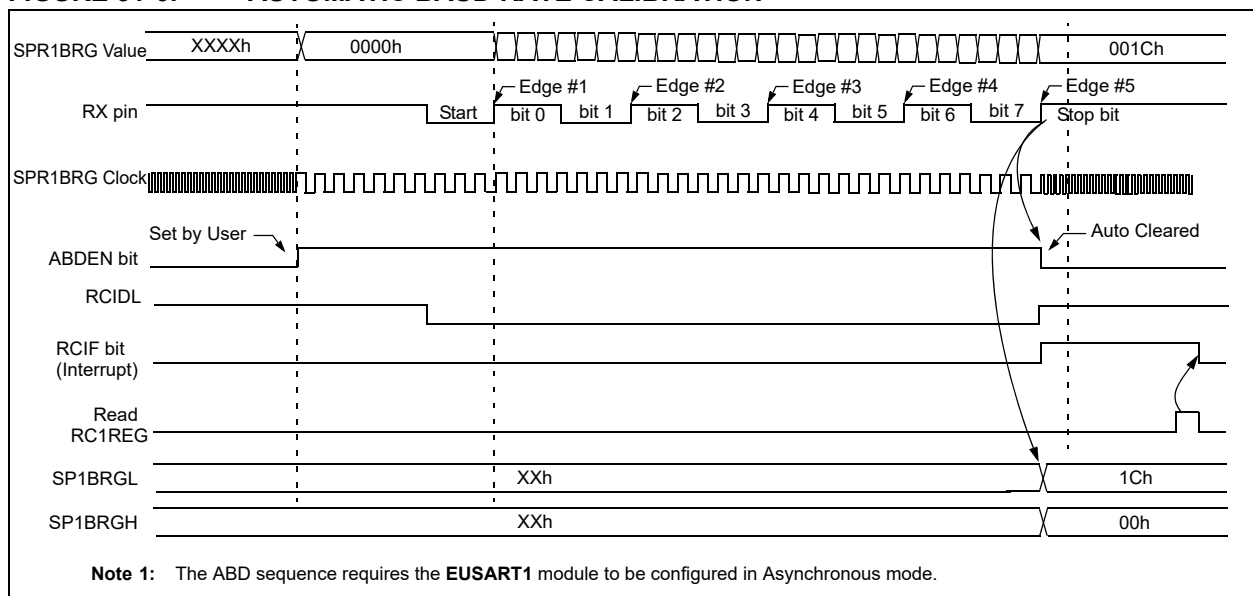 SPR1BRG Value XXXXh 0000h 001Ch
Edge #1 Edge #2 Edge #3 Edge #4 Edge #5
RX pin Start bit 0 bit 1 bit 2 bit 3 bit 4 bit 5 bit 6 bit 7 Stop bit
SPR1BRG Clock
Set by User Auto Cleared
ABDEN bit
RCIDL
RCIF bit
(Interrupt)
Read
RC1REG
SP1BRGL XXh 1Ch
SP1BRGH XXh 00h
Note 1: The ABD sequence requires the EUSART1 module to be configured in Asynchronous mode.